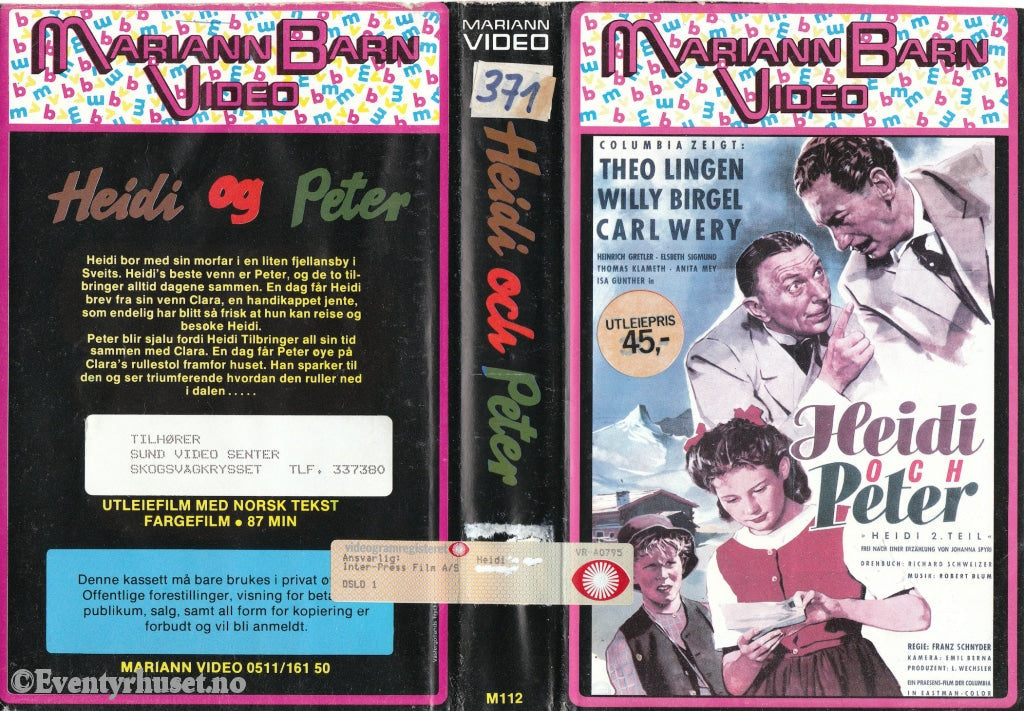 MARIANN BARN
VIDEO
Heidi og Peter
Heidi bor med sin morfar i en liten fjellansby i
Sveits. Heidi's beste venn er Peter, og de to til-
bringer alltid dagene sammen. En dag får Heidi
brev fra sin venn Clara, en handikappet jente,
som endelig har blitt så frisk at hun kan reise og
besøke Heidi.
Peter blir sjalu fordi Heidi Tilbringer all sin tid
sammen med Clara. En dag får Peter øye på
Clara's rullestol framfor huset. Han sparker til
den og ser triumferende hvordan den ruller ned
i dalen.....
TILHØRER
SUND VIDEO SENTER
SKOGSVÅGKRYSSET TLF. 337380
UTLEIEFILM MED NORSK TEKST
FARGEFILM • 87 MIN
Denne kassett må bare brukes i privat
Offentlige forestillinger, visning for
publikum, salg, samt all form for kopiering er
forbudt og vil bli anmeldt.
MARIANN VIDEO 0511/161 50
©Eventyrhuset.no
MARIANN
VIDEO
371
Heidi och Peter
videogramregisteret
Ansvarlig:
Inter-Press Film A/S
OSLO 1
Heidi
VR-A0795
M112
MARIANN BARN
VIDEO
COLUMBIA ZEIGT:
THEO LINGEN
WILLY BIRGEL
CARL WERY
HEINRICH GRETLER - ELSBETH SIGMUND
THOMAS KLAMETH - ANITA MEY
ISA GÜNTHER in
UTLEIEPRIS
45,-
Heidi
OCH
Peter
» HEIDI 2. TEIL «
FREI NACH EINER ERZÄHLUNG VON JOHANNA SPYRI
DREHBUCH: RICHARD SCHWEIZER
MUSIK: ROBERT BLUM
REGIE: FRANZ SCHNYDER
KAMERA: EMIL BERNA
PRODUZENT: L. WECHSLER
EIN PRAESENS-FILM DER COLUMBIA
IN EASTMAN-COLOR